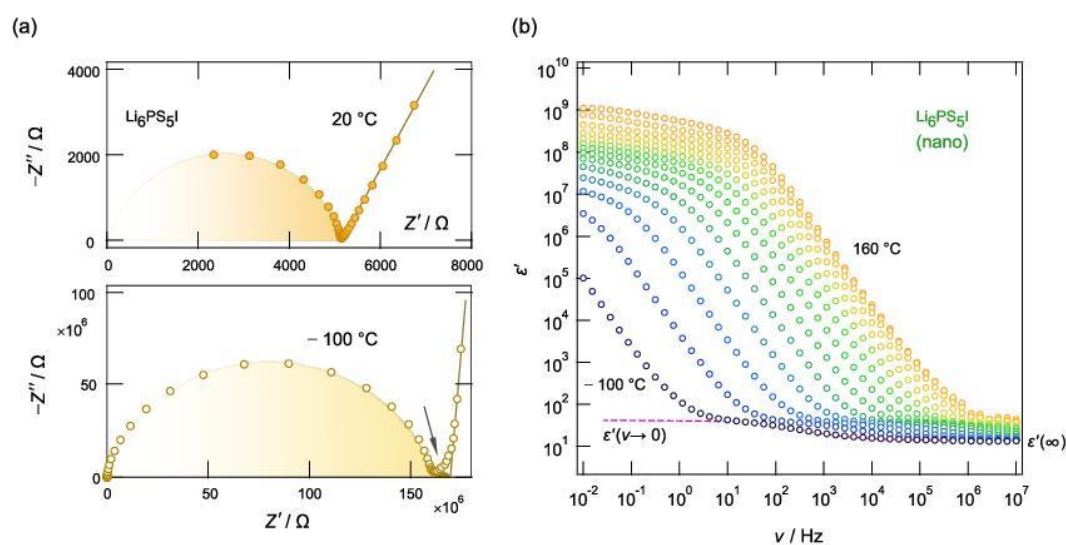 (a)
4000
2000
0
−Z″ / Ω
Li₆PS₅I
20 °C
Z′ / Ω
0
2000
4000
6000
8000
100
×10⁶
50
0
−Z″ / Ω
− 100 °C
0
50
100
150
×10⁶
Z′ / Ω
(b)
10¹⁰
10⁹
10⁸
10⁷
10⁶
10⁵
10⁴
10³
10²
10¹
ε′
Li₆PS₅I
(nano)
160 °C
− 100 °C
ε′(ν→ 0)
ε′(∞)
10⁻²
10⁻¹
10⁰
10¹
10²
10³
10⁴
10⁵
10⁶
10⁷
ν / Hz